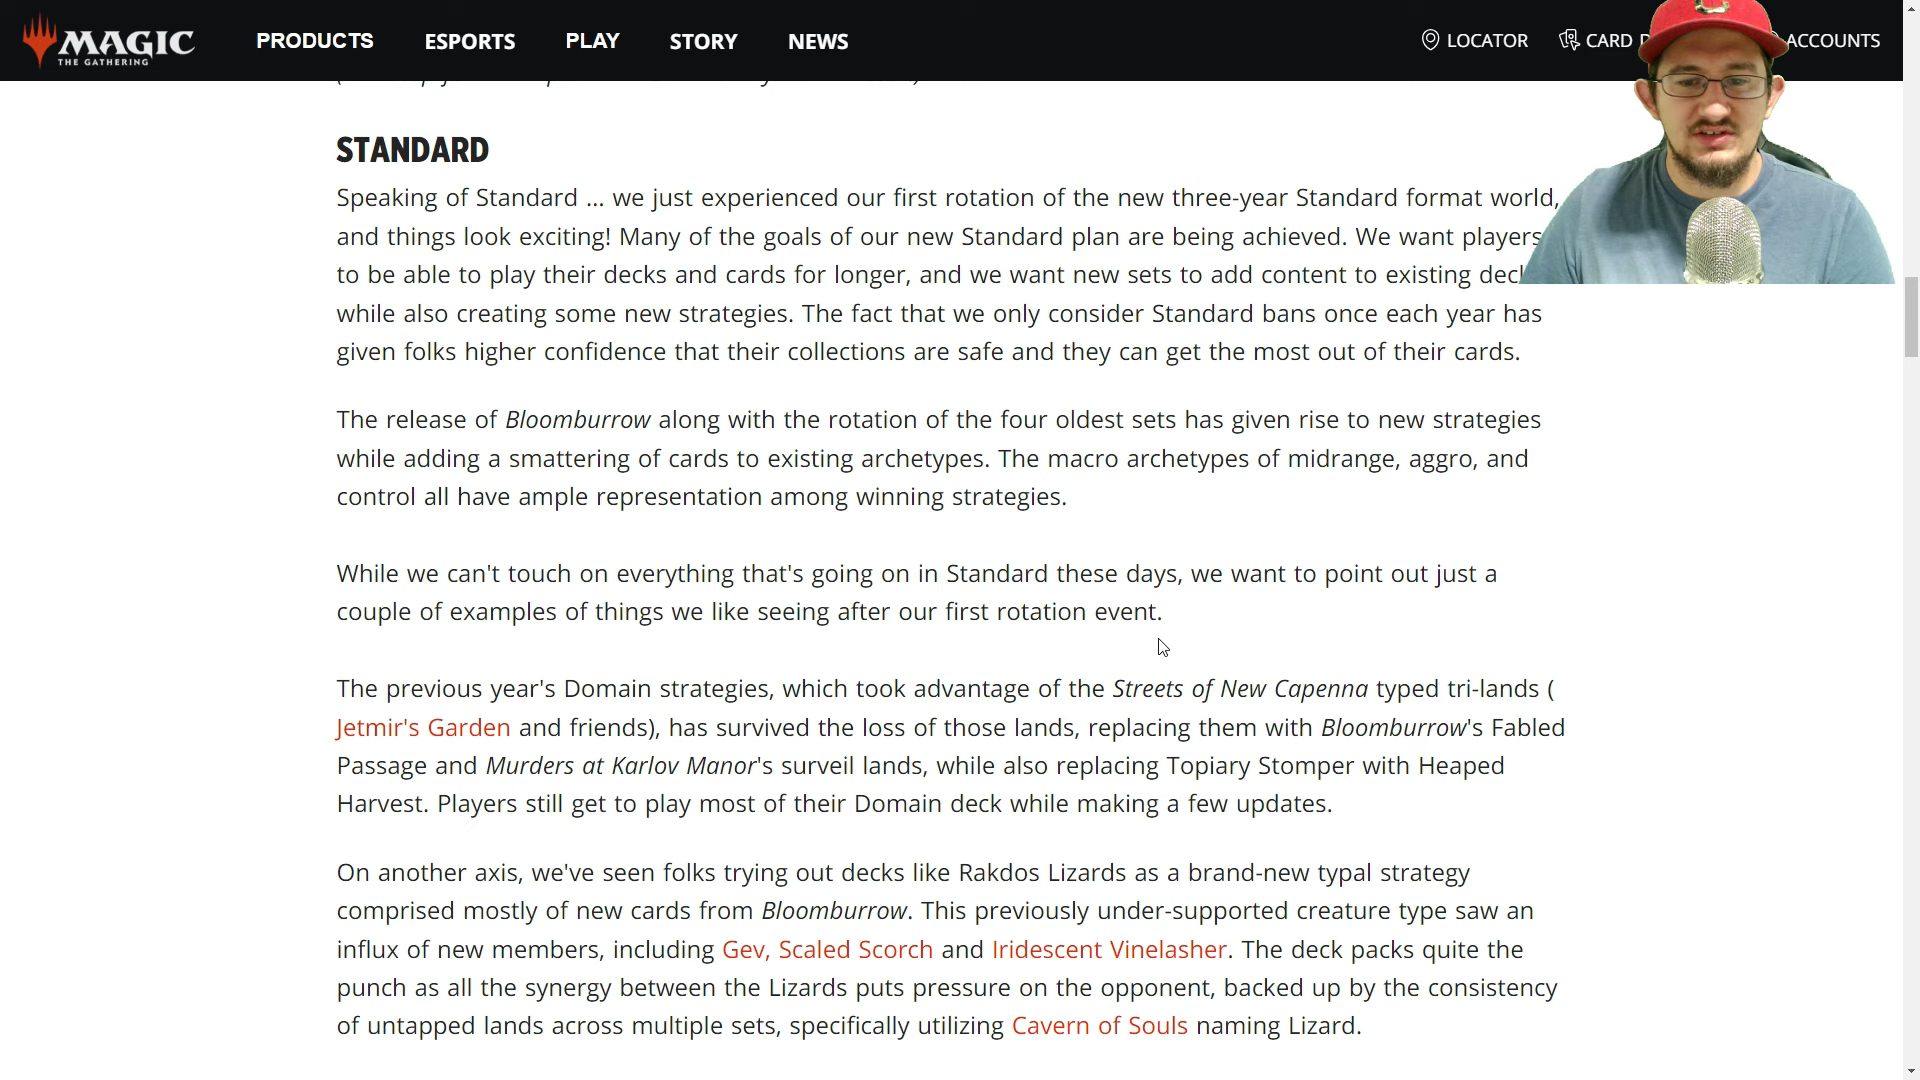 MAGIC
THE GATHERING
PRODUCTS
ESPORTS
PLAY
STORY
NEWS
LOCATOR
CARD
ACCOUNTS
STANDARD
Speaking of Standard ... we just experienced our first rotation of the new three-year Standard format world,
and things look exciting! Many of the goals of our new Standard plan are being achieved. We want players
to be able to play their decks and cards for longer, and we want new sets to add content to existing
while also creating some new strategies. The fact that we only consider Standard bans once each year has
given folks higher confidence that their collections are safe and they can get the most out of their cards.
The release of Bloomburrow along with the rotation of the four oldest sets has given rise to new strategies
while adding a smattering of cards to existing archetypes. The macro archetypes of midrange, aggro, and
control all have ample representation among winning strategies.
While we can't touch on everything that's going on in Standard these days, we want to point out just a
couple of examples of things we like seeing after our first rotation event.
The previous year's Domain strategies, which took advantage of the Streets of New Capenna typed tri-lands (
Jetmir's Garden and friends), has survived the loss of those lands, replacing them with Bloomburrow's Fabled
Passage and Murders at Karlov Manor's surveil lands, while also replacing Topiary Stomper with Heaped
Harvest. Players still get to play most of their Domain deck while making a few updates.
On another axis, we've seen folks trying out decks like Rakdos Lizards as a brand-new typal strategy
comprised mostly of new cards from Bloomburrow. This previously under-supported creature type saw an
influx of new members, including Gev, Scaled Scorch and Iridescent Vinelasher. The deck packs quite the
punch as all the synergy between the Lizards puts pressure on the opponent, backed up by the consistency
of untapped lands across multiple sets, specifically utilizing Cavern of Souls naming Lizard.